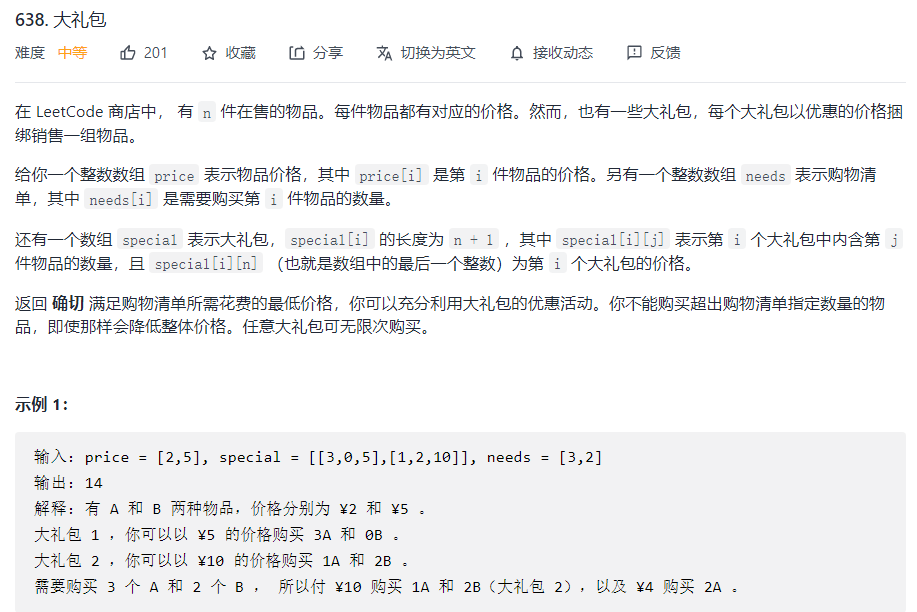 638. 大礼包
难度 中等 201 收藏 分享 切换为英文 接收动态 反馈
在 LeetCode 商店中， 有 n 件在售的物品。每件物品都有对应的价格。然而，也有一些大礼包，每个大礼包以优惠的价格捆
绑销售一组物品。
给你一个整数数组 price 表示物品价格，其中 price[i] 是第 i 件物品的价格。另有一个整数数组 needs 表示购物清
单，其中 needs[i] 是需要购买第 i 件物品的数量。
还有一个数组 special 表示大礼包，special[i] 的长度为 n + 1 ，其中 special[i][j] 表示第 i 个大礼包中内含第 j
件物品的数量，且 special[i][n] （也就是数组中的最后一个整数）为第 i 个大礼包的价格。
返回 确切 满足购物清单所需花费的最低价格，你可以充分利用大礼包的优惠活动。你不能购买超出购物清单指定数量的物
品，即使那样会降低整体价格。任意大礼包可无限次购买。
示例 1：
输入：price = [2,5], special = [[3,0,5],[1,2,10]], needs = [3,2]
输出：14
解释：有 A 和 B 两种物品，价格分别为 ¥2 和 ¥5 。
大礼包 1 ，你可以以 ¥5 的价格购买 3A 和 0B 。
大礼包 2 ，你可以以 ¥10 的价格购买 1A 和 2B 。
需要购买 3 个 A 和 2 个 B ， 所以付 ¥10 购买 1A 和 2B（大礼包 2），以及 ¥4 购买 2A 。